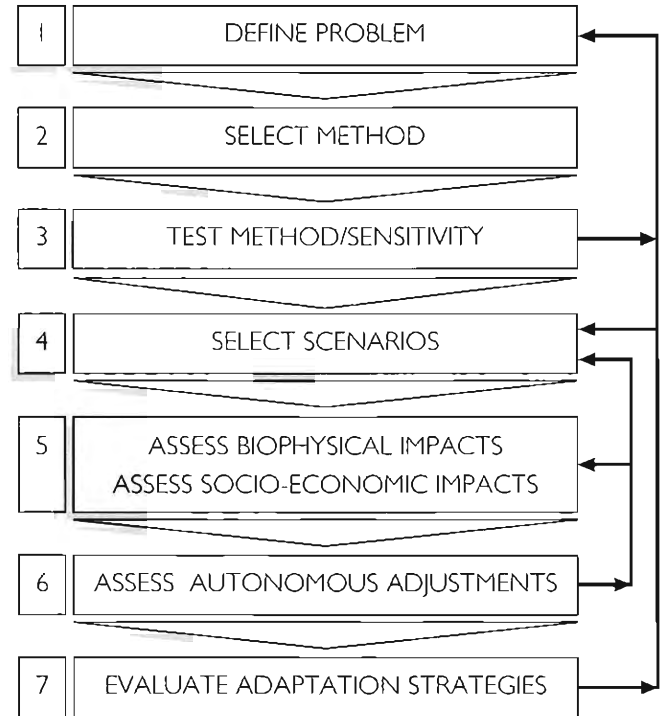 1 DEFINE PROBLEM
2 SELECT METHOD
3 TEST METHOD/SENSITIVITY
4 SELECT SCENARIOS
5 ASSESS BIOPHYSICAL IMPACTS
ASSESS SOCIO-ECONOMIC IMPACTS
6 ASSESS AUTONOMOUS ADJUSTMENTS
7 EVALUATE ADAPTATION STRATEGIES